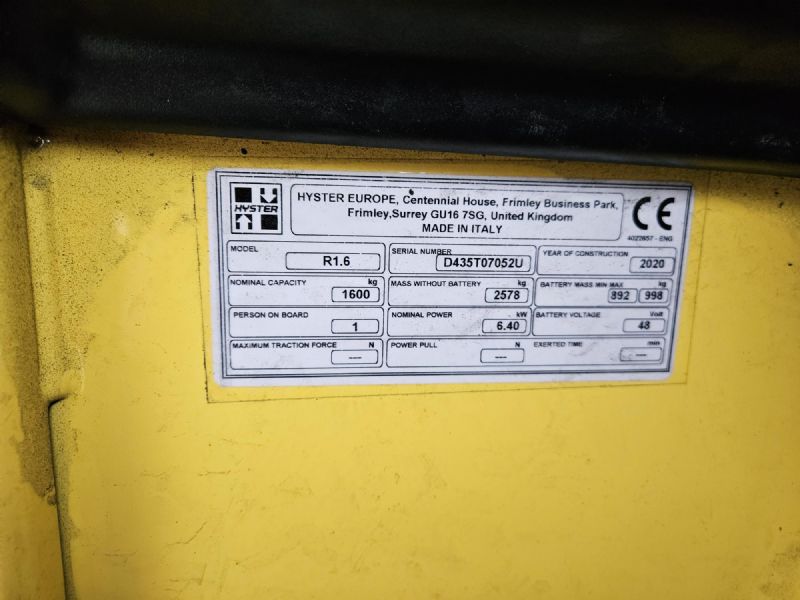 HYSTER
HYSTER EUROPE, Centennial House, Frimley Business Park,
Frimley,Surrey GU16 7SG, United Kingdom
MADE IN ITALY
CE
4022657 - ENG
MODEL R1.6 SERIAL NUMBER D435T07052U YEAR OF CONSTRUCTION 2020
NOMINAL CAPACITY kg 1600 MASS WITHOUT BATTERY kg 2578 BATTERY MASS MIN MAX kg 892 998
PERSON ON BOARD 1 NOMINAL POWER kW 6.40 BATTERY VOLTAGE Volt 48
MAXIMUM TRACTION FORCE N --- POWER PULL N --- EXERTED TIME min ---